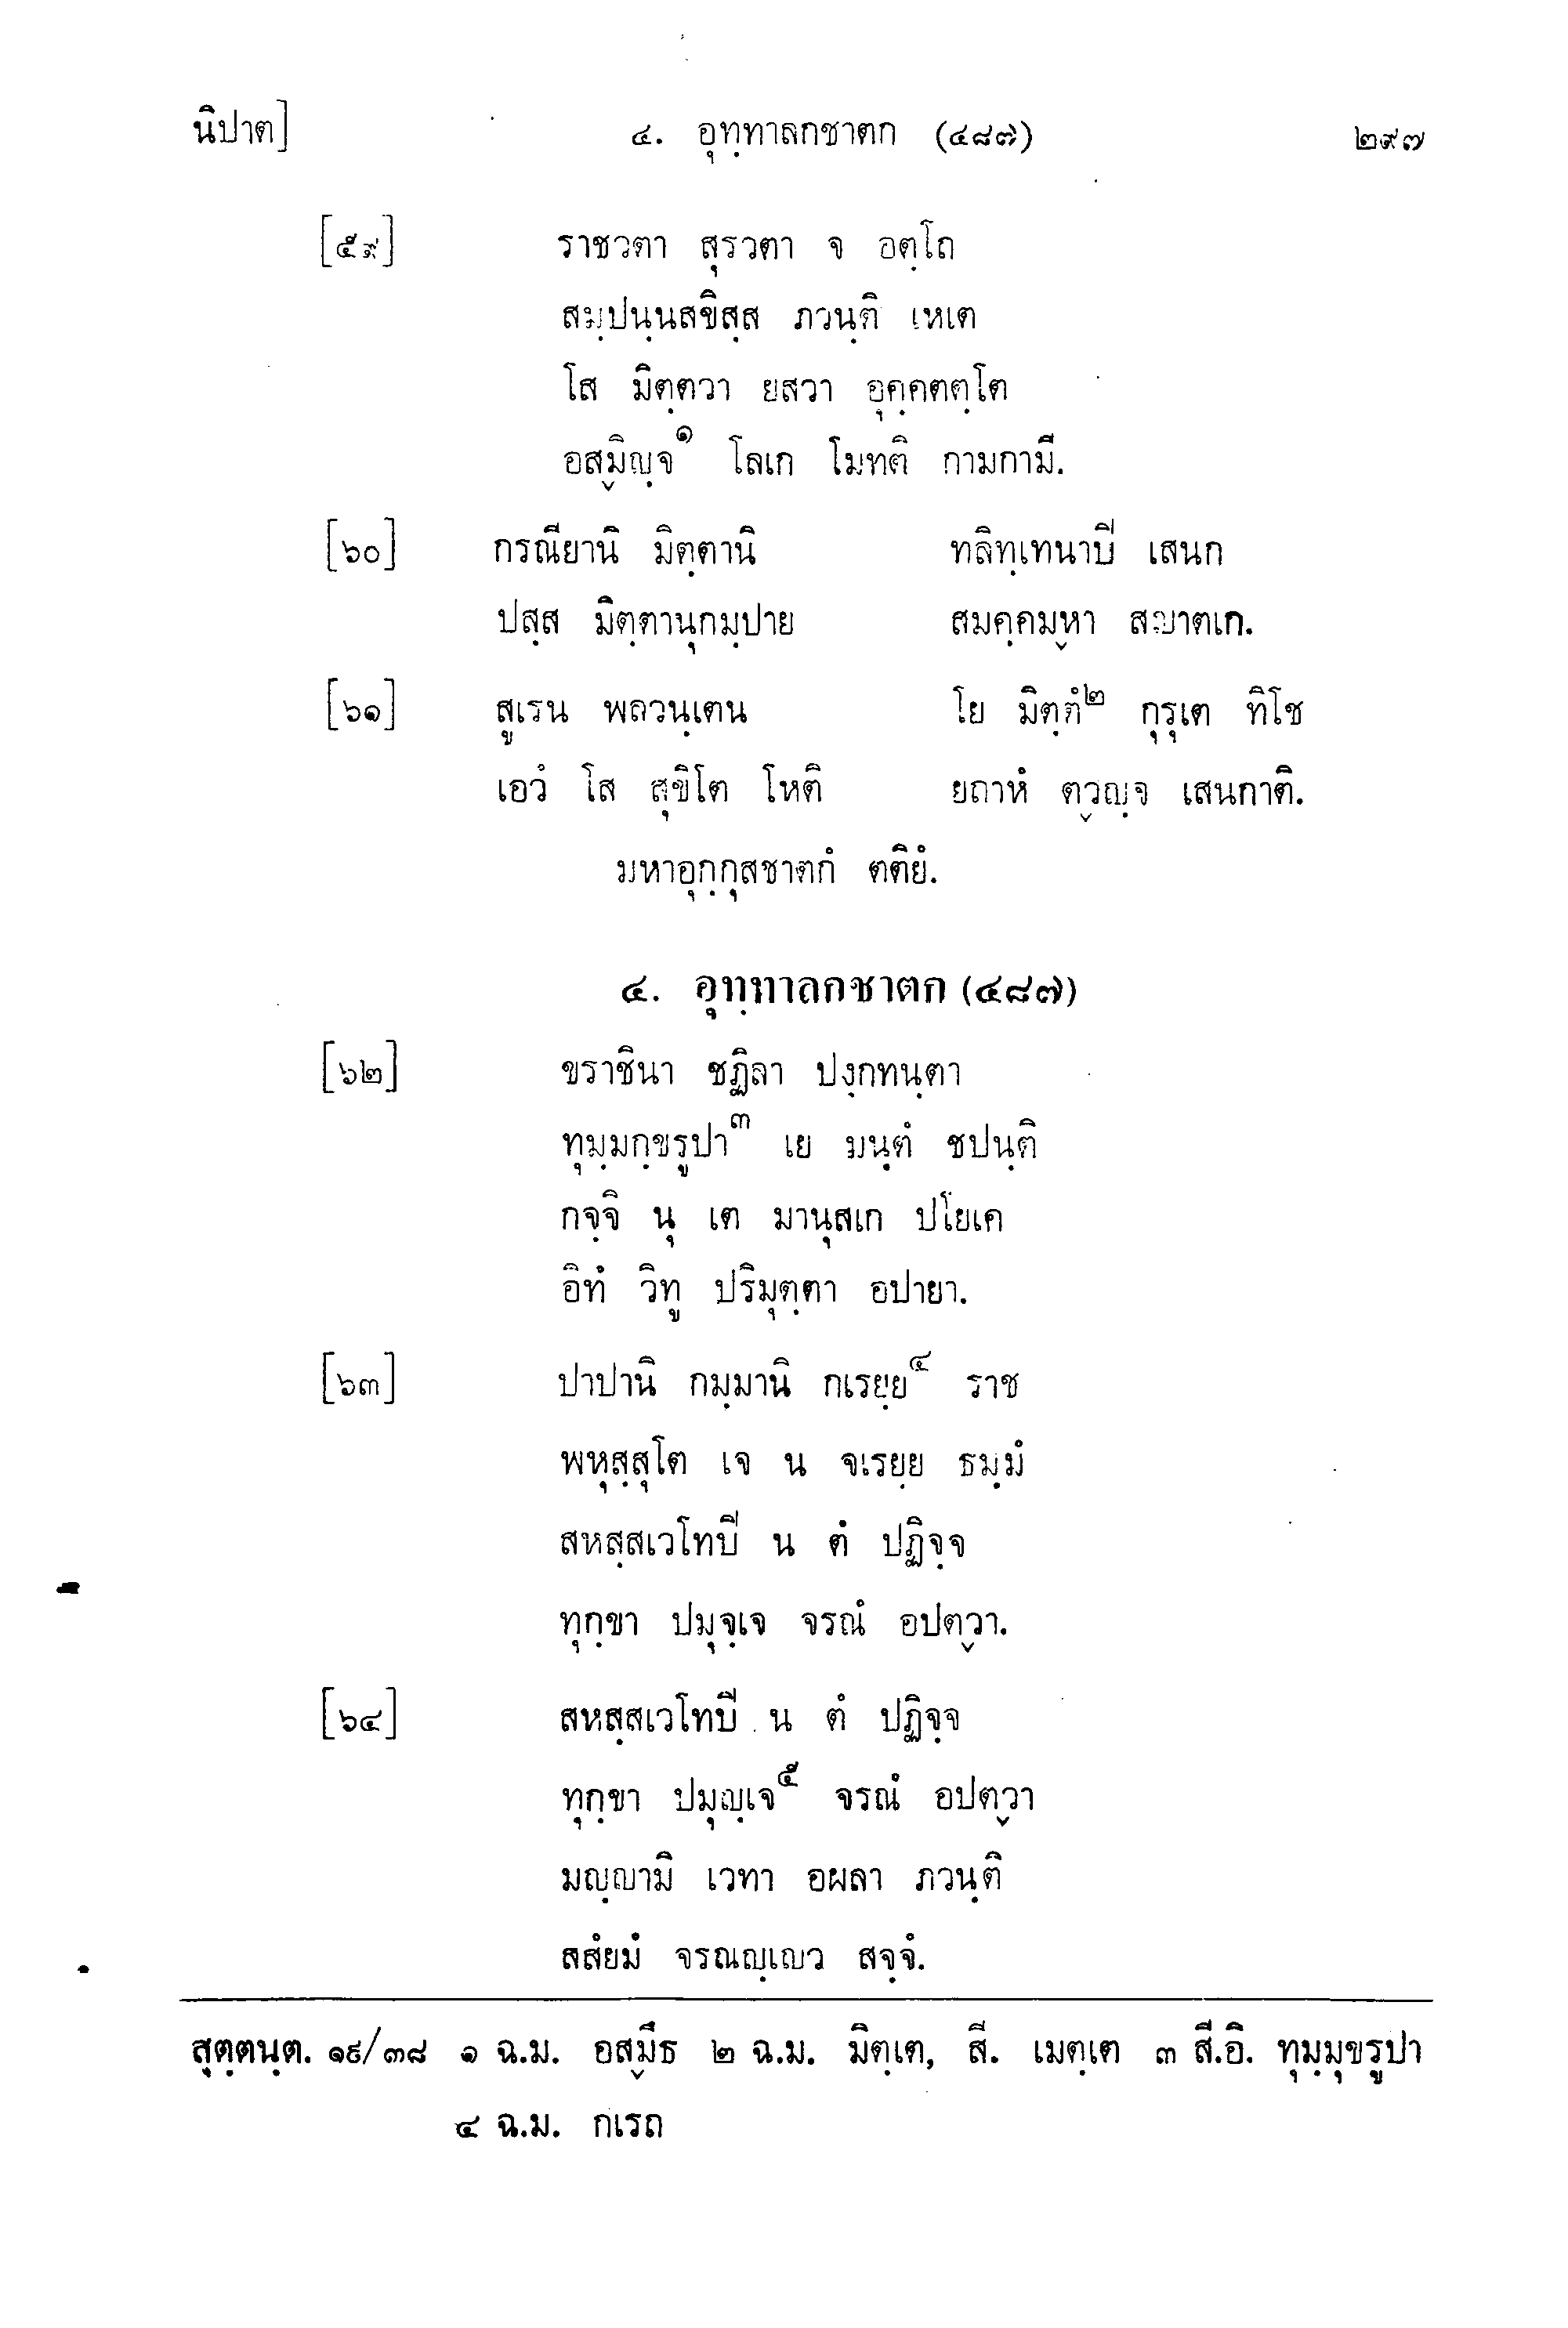 นิปาต] ๔. อุทฺทาลกชาตก (๔๘๗) ๒๙๗
[๕๙] ราชวตา สุรวตา จ อตฺโถ
สมฺปนฺนสขิสฺส ภวนฺติ เหเต
โส มิตฺตวา ยสวา อุคฺคตตฺโต
อสฺมิญฺจ๑ โลเก โมทติ กามกามี.
[๖๐] กรณียานิ มิตฺตานิ ทลิทฺเทนาปิ เสนก
ปสฺส มิตฺตานุกมฺปาย สมคฺคมฺหา สญาตเก.
[๖๑] สูเรน พลวนฺเตน โย มิตฺตํ๒ กุรุเต ทิโช
เอวํ โส สุขิโต โหติ ยถาหํ ตฺวญฺจ เสนกาติ.
มหาอุกฺกุสชาตกํ ตติยํ.
๔. อุทฺทาลกชาตก (๔๘๗)
[๖๒] ขราชินา ชฏิลา ปงฺกทนฺตา
ทุมฺมกฺขรูปา๓ เย มนฺตํ ชปนฺติ
กจฺจิ นุ เต มานุสเก ปโยเค
อิทํ วิทู ปริมุตฺตา อปายา.
[๖๓] ปาปานิ กมฺมานิ กเรยฺย๔ ราช
พหุสฺสุโต เจ น จเรยฺย ธมฺมํ
สหสฺสเวโทปิ น ตํ ปฏิจฺจ
ทุกฺขา ปมุจฺเจ จรณํ อปตฺวา.
[๖๔] สหสฺสเวโทปิ น ตํ ปฏิจฺจ
ทุกฺขา ปมุญฺเจ๕ จรณํ อปตฺวา
มญฺญามิ เวทา อผลา ภวนฺติ
สสํยมํ จรณญฺเญว สจฺจํ.
สุตฺตนฺต. ๑๙/๓๘ ๑ ฉ.ม. อสฺมึธ ๒ ฉ.ม. มิตฺเต, สี. เมตฺเต ๓ สี.อิ. ทุมฺมุขรูปา
๔ ฉ.ม. กเรถ